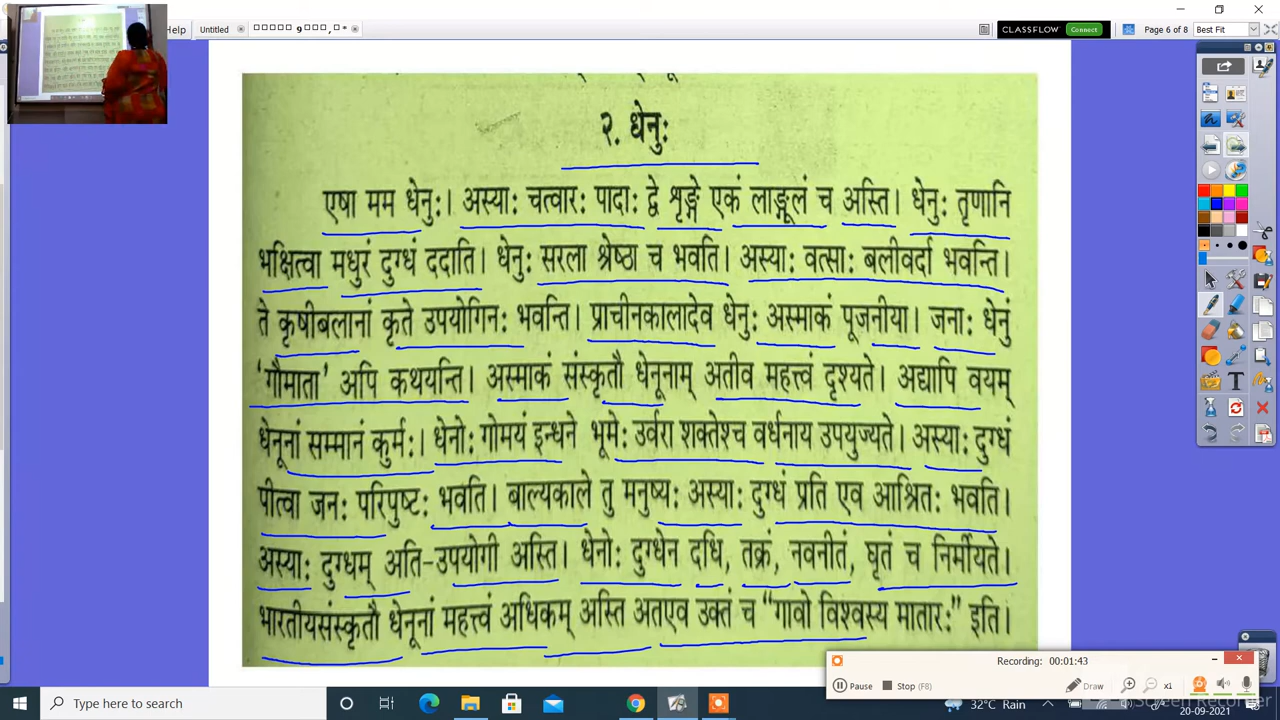 Help
Untitled
Page 6 of 8
Best Fit
CLASSFLOW
Connect
२. धेनुः
एषा मम धेनुः। अस्याः चत्वारः पादाः द्वे शृङ्गे एकं लाङ्गूलं च अस्ति। धेनुः तृणानि
भक्षित्वा मधुरं दुग्धं ददाति। धेनुः सरला श्रेष्ठा च भवति। अस्याः वत्साः बलीवर्दा भवन्ति।
ते कृषीबलानां कृते उपयोगिनः भवन्ति। प्राचीनकालादेव धेनुः अस्माकं पूजनीया। जनाः धेनुं
‘गौमाता’ अपि कथयन्ति। अस्माकं संस्कृतौ धेनूनाम् अतीव महत्त्वं दृश्यते। अद्यापि वयम्
धेनूनां सम्मानं कुर्मः। धेनोः गोमयं इन्धने भूमेः उर्वरा शक्तेश्च वर्धनाय उपयुज्यते। अस्याः दुग्धं
पीत्वा जनः परिपुष्टः भवति। बाल्यकाले तु मनुष्यः अस्याः दुग्धं प्रति एव आश्रितः भवति।
अस्याः दुग्धम् अति-उपयोगी अस्ति। धेनोः दुग्धेन दधि, तक्रं, नवनीतं, घृतं च निर्मीयते।
भारतीयसंस्कृतौ धेनूनां महत्त्वं अधिकम् अस्ति अतएव उक्तं च “गावो विश्वस्य मातारः” इति।
Recording: 00:01:43
Pause
Stop (F8)
Draw
x1
Type here to search
32°C Rain
20-09-2021